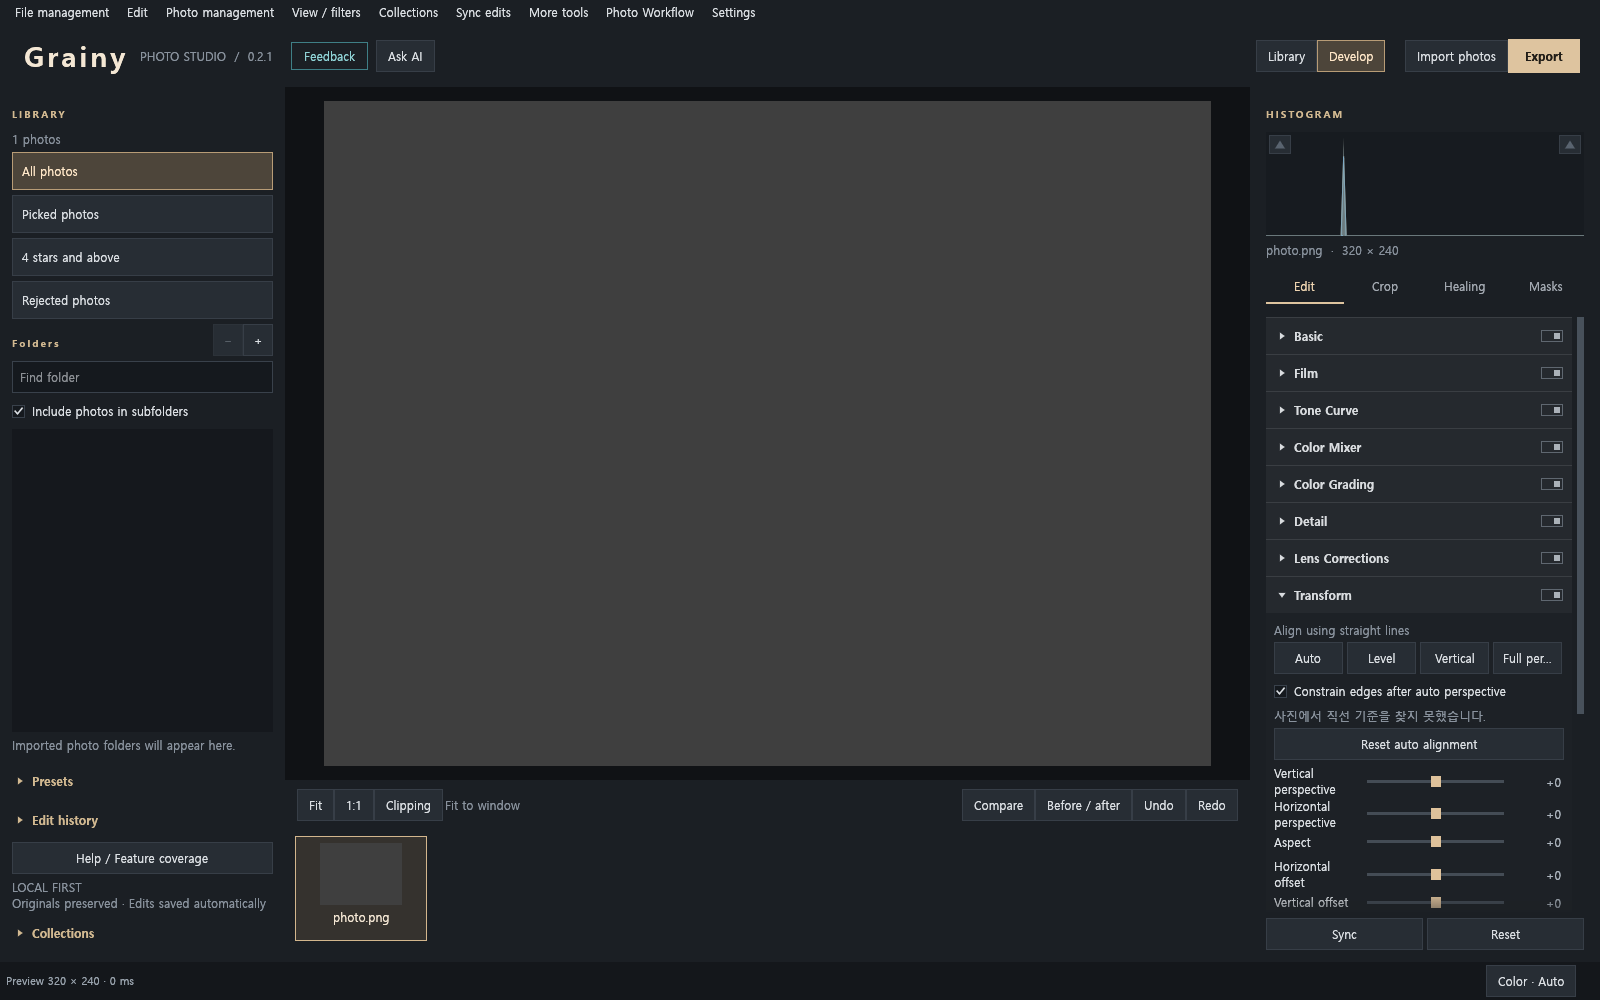 File management Edit Photo management View / filters Collections Sync edits More tools Photo Workflow Settings
Grainy PHOTO STUDIO / 0.2.1 Feedback Ask AI Library Develop Import photos Export
LIBRARY
1 photos
All photos
Picked photos
4 stars and above
Rejected photos
Folders − +
Find folder
Include photos in subfolders
Imported photo folders will appear here.
Presets
Edit history
Help / Feature coverage
LOCAL FIRST
Originals preserved · Edits saved automatically
Collections
Fit 1:1 Clipping Fit to window Compare Before / after Undo Redo
photo.png
HISTOGRAM
photo.png · 320 × 240
Edit Crop Healing Masks
Basic
Film
Tone Curve
Color Mixer
Color Grading
Detail
Lens Corrections
Transform
Align using straight lines
Auto Level Vertical Full per...
Constrain edges after auto perspective
사진에서 직선 기준을 찾지 못했습니다.
Reset auto alignment
Vertical
perspective +0
Horizontal
perspective +0
Aspect +0
Horizontal
offset +0
Vertical offset +0
Sync Reset
Preview 320 × 240 · 0 ms Color · Auto